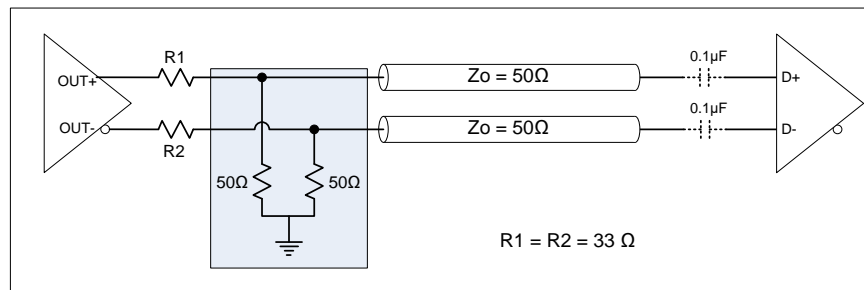 R1
0.1µF
OUT+
Zo = 50Ω
D+
0.1µF
OUT-
Zo = 50Ω
D-
R2
50Ω
50Ω
R1 = R2 = 33 Ω